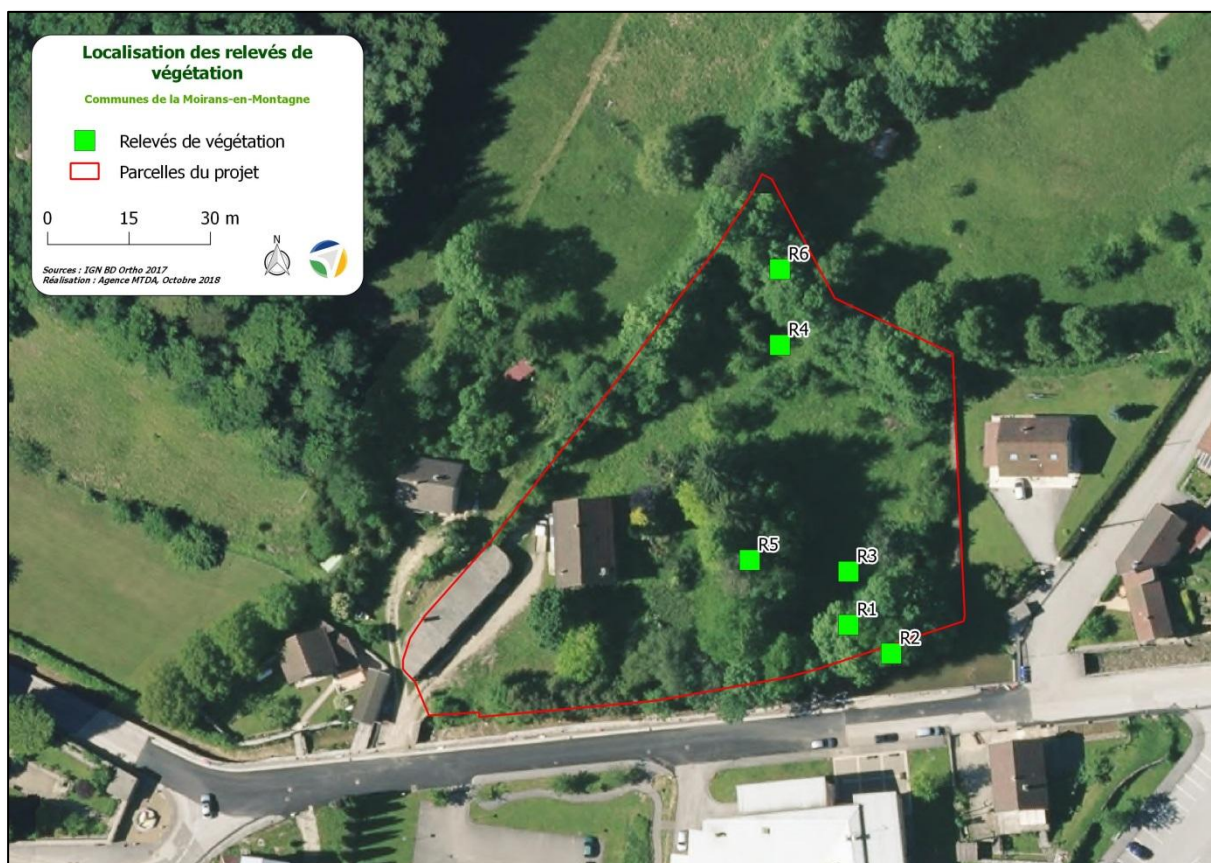 Localisation des relevés de
végétation
Communes de la Moirans-en-Montagne
Relevés de végétation
Parcelles du projet
0 15 30 m
N
Sources : IGN BD Ortho 2017
Réalisation : Agence MTDA, Octobre 2018
R6
R4
R5
R3
R1
R2